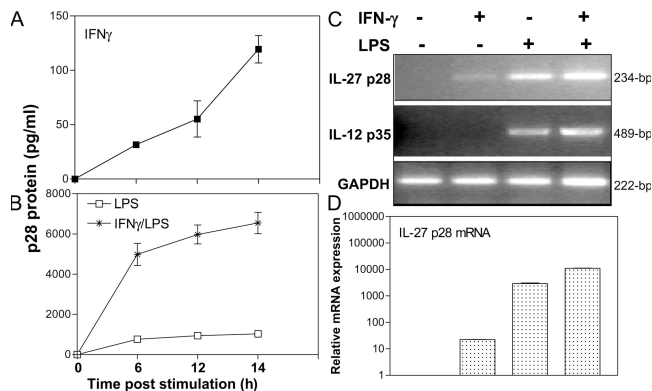 A
IFNγ
150
100
50
0
p28 protein (pg/ml)
B
LPS
IFNγ/LPS
8000
6000
4000
2000
0
0 6 12 14
Time post stimulation (h)
C
IFN-γ - + - +
LPS - - + +
IL-27 p28 234-bp
IL-12 p35 489-bp
GAPDH 222-bp
D
IL-27 p28 mRNA
Relative mRNA expression
1000000
100000
10000
1000
100
10
1